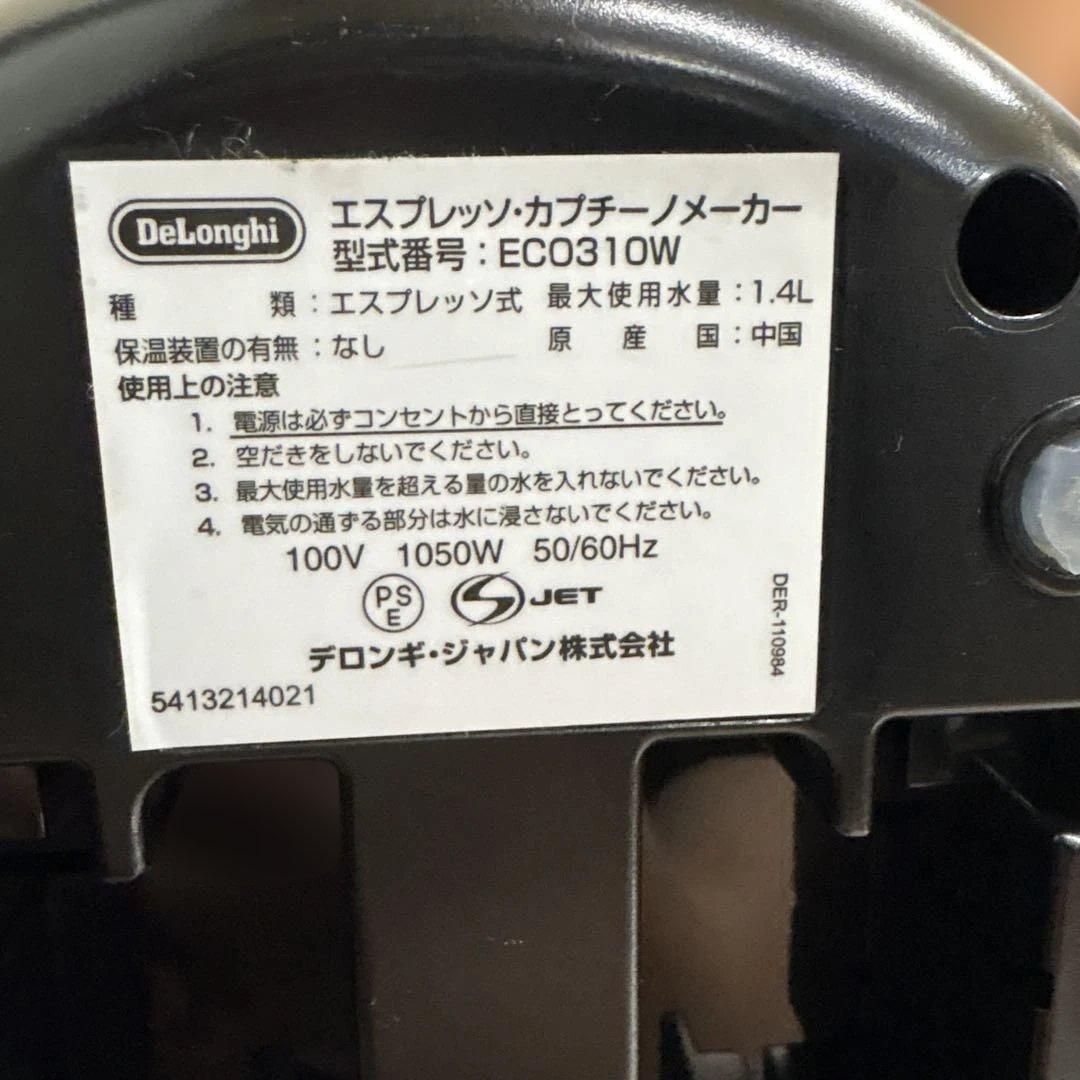 DeLonghi
エスプレッソ・カプチーノメーカー
型式番号：ECO310W
種類：エスプレッソ式 最大使用水量：1.4L
保温装置の有無：なし 原産国：中国
使用上の注意
1. 電源は必ずコンセントから直接とってください。
2. 空だきをしないでください。
3. 最大使用水量を超える量の水を入れないでください。
4. 電気の通ずる部分は水に浸さないでください。
100V 1050W 50/60Hz
PSE JET
デロンギ・ジャパン株式会社
5413214021
DER-110984